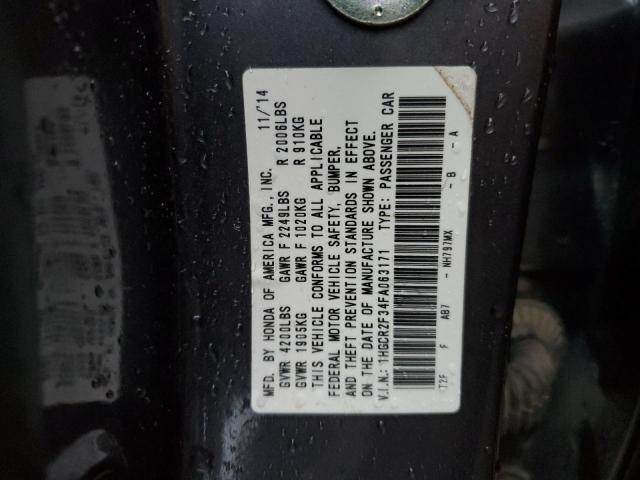 MFD. BY HONDA OF AMERICA MFG., INC. 11/'14
GVWR 4200LBS GAWR F 2249LBS R 2006LBS
GVWR 1905KG GAWR F 1020KG R 910KG
THIS VEHICLE CONFORMS TO ALL APPLICABLE
FEDERAL MOTOR VEHICLE SAFETY, BUMPER,
AND THEFT PREVENTION STANDARDS IN EFFECT
ON THE DATE OF MANUFACTURE SHOWN ABOVE.
V.I.N.: 1HGCR2F34FA063171 TYPE: PASSENGER CAR
T2F F AB7 - NH797MX - B - A